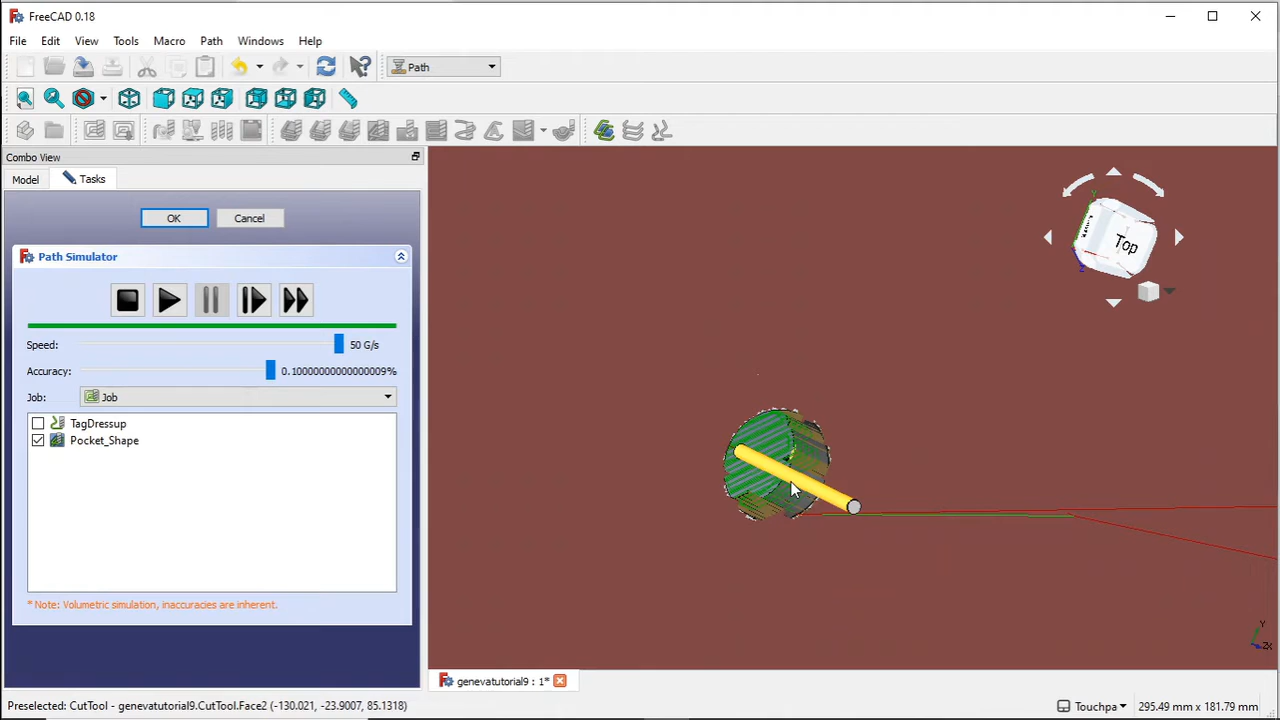 FreeCAD 0.18
File Edit View Tools Macro Path Windows Help
Path
Combo View
Model Tasks
OK Cancel
Path Simulator
Speed: 50 G/s
Accuracy: 0.10000000000000009%
Job: Job
TagDressup
Pocket_Shape
* Note: Volumetric simulation, inaccuracies are inherent.
Y
Top
Z
Y
ZX
genevatutorial9 : 1*
Preselected: CutTool - genevatutorial9.CutTool.Face2 (-130.021, -23.9007, 85.1318) Touchpa 295.49 mm x 181.79 mm